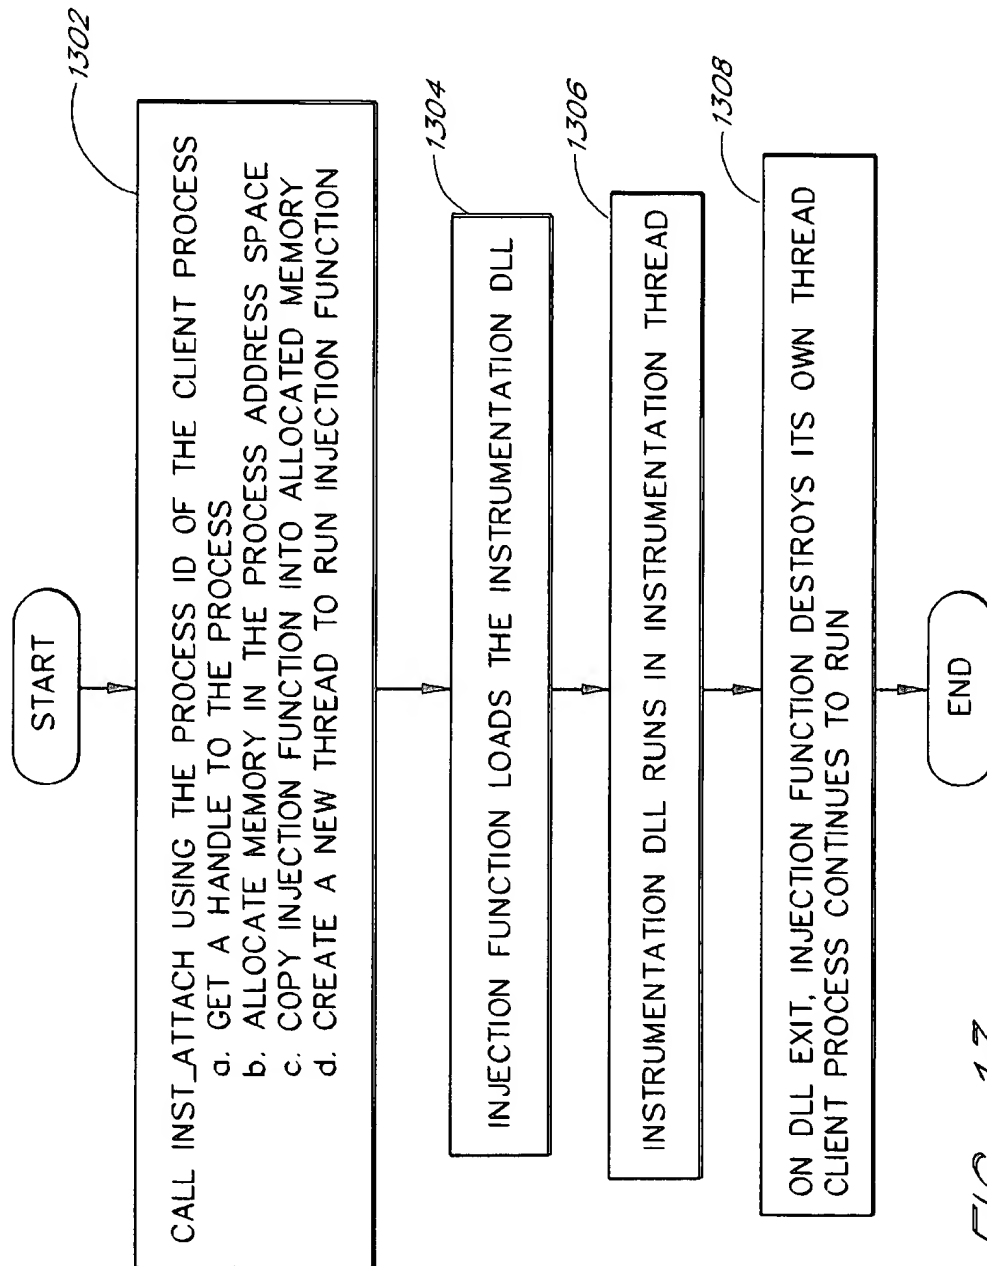 START
1302
CALL INST_ATTACH USING THE PROCESS ID OF THE CLIENT PROCESS
a. GET A HANDLE TO THE PROCESS
b. ALLOCATE MEMORY IN THE PROCESS ADDRESS SPACE
c. COPY INJECTION FUNCTION INTO ALLOCATED MEMORY
d. CREATE A NEW THREAD TO RUN INJECTION FUNCTION
1304
INJECTION FUNCTION LOADS THE INSTRUMENTATION DLL
1306
INSTRUMENTATION DLL RUNS IN INSTRUMENTATION THREAD
1308
ON DLL EXIT, INJECTION FUNCTION DESTROYS ITS OWN THREAD
CLIENT PROCESS CONTINUES TO RUN
END